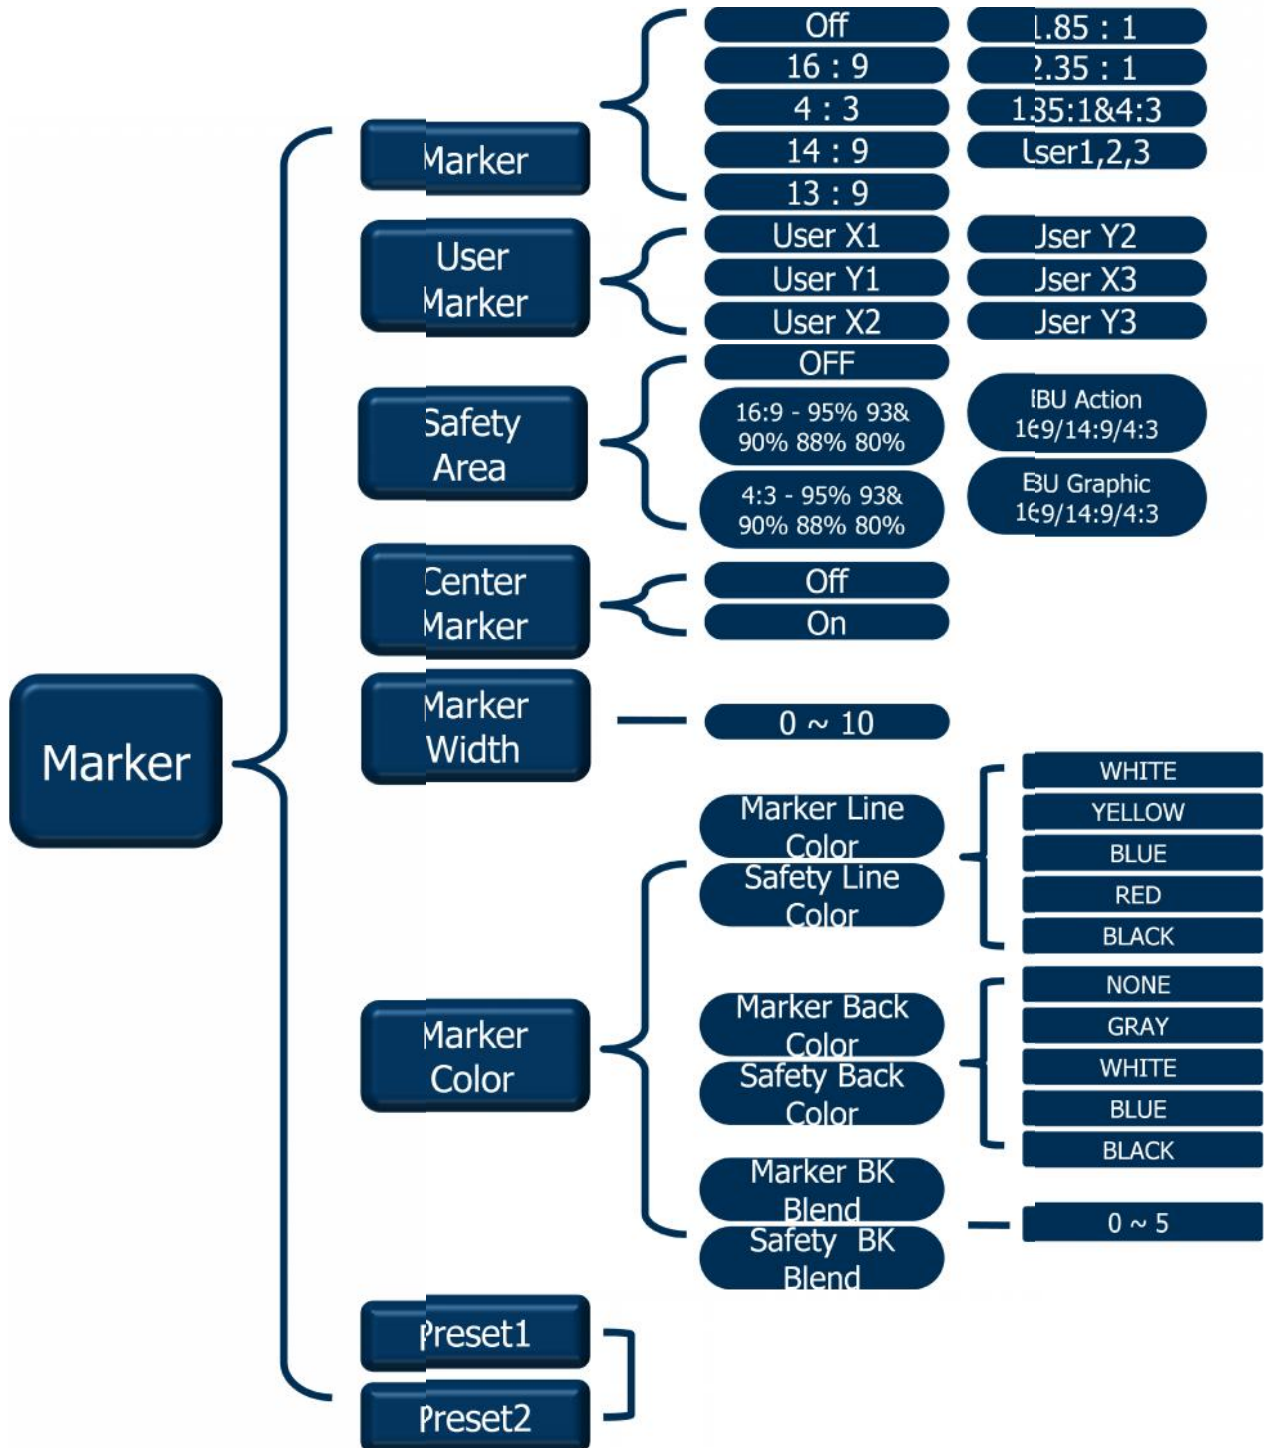 Marker
Marker
Off
16 : 9
4 : 3
14 : 9
13 : 9
1.85 : 1
2.35 : 1
1.85:1&4:3
User1,2,3
User
Marker
User X1
User Y1
User X2
User Y2
User X3
User Y3
Safety
Area
OFF
16:9 - 95% 93&
90% 88% 80%
4:3 - 95% 93&
90% 88% 80%
EBU Action
16:9/14:9/4:3
EBU Graphic
16:9/14:9/4:3
Center
Marker
Off
On
Marker
Width
0 ~ 10
Marker
Color
Marker Line
Color
Safety Line
Color
WHITE
YELLOW
BLUE
RED
BLACK
Marker Back
Color
Safety Back
Color
NONE
GRAY
WHITE
BLUE
BLACK
Marker BK
Blend
Safety BK
Blend
0 ~ 5
Preset1
Preset2